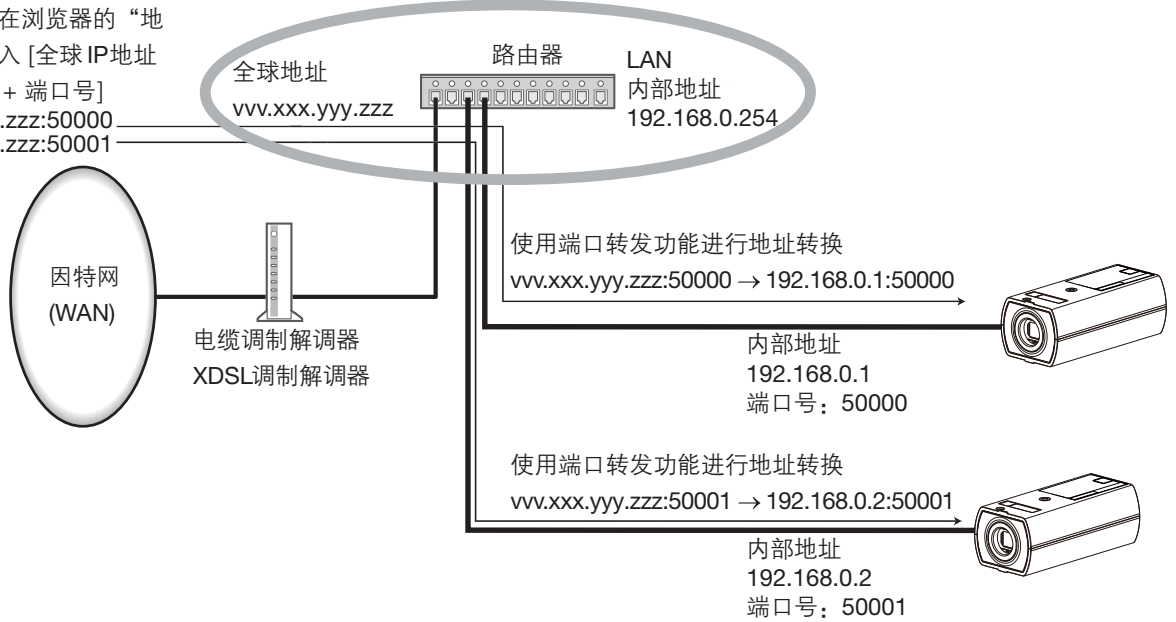 在浏览器的“地
入 [全球 IP地址
+ 端口号]
.zzz:50000
.zzz:50001
全球地址
vvv.xxx.yyy.zzz
路由器
LAN
内部地址
192.168.0.254
因特网
(WAN)
电缆调制解调器
XDSL调制解调器
使用端口转发功能进行地址转换
vvv.xxx.yyy.zzz:50000 → 192.168.0.1:50000
内部地址
192.168.0.1
端口号：50000
使用端口转发功能进行地址转换
vvv.xxx.yyy.zzz:50001 → 192.168.0.2:50001
内部地址
192.168.0.2
端口号：50001